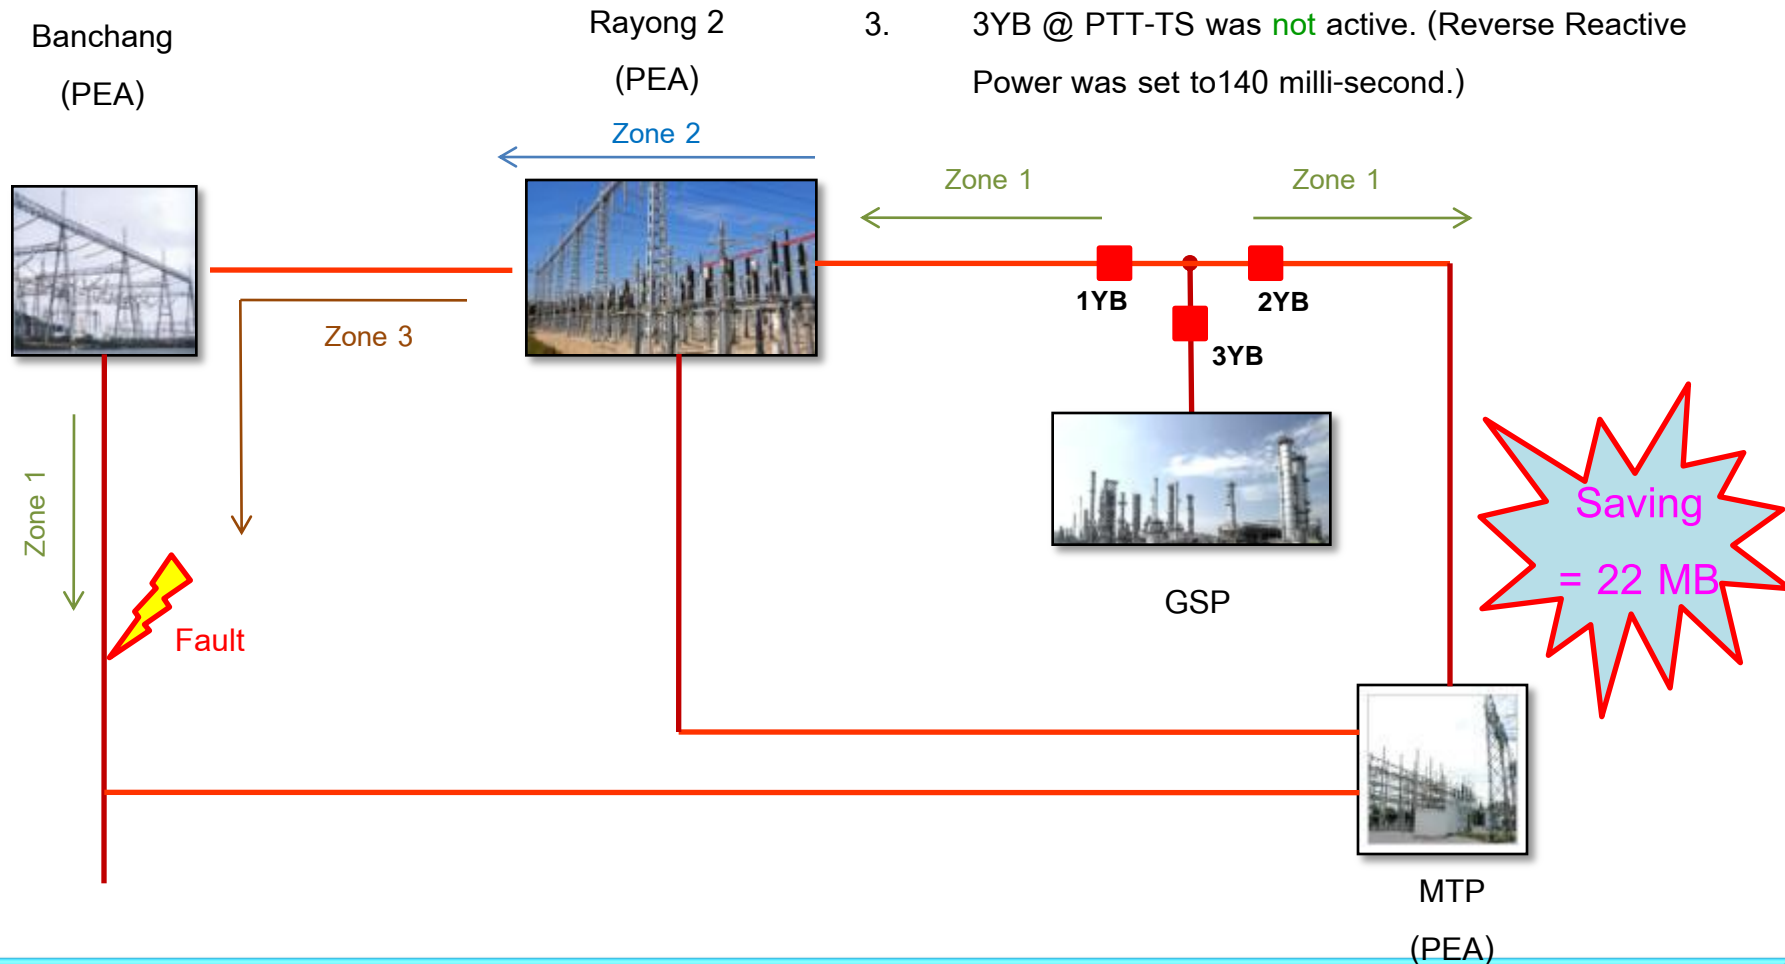 Banchang
(PEA)
Rayong 2
(PEA)
3. 3YB @ PTT-TS was not active. (Reverse Reactive
Power was set to140 milli-second.)
Zone 2
Zone 1
Zone 1
1YB
2YB
3YB
Zone 3
Zone 1
Fault
GSP
Saving
= 22 MB
MTP
(PEA)